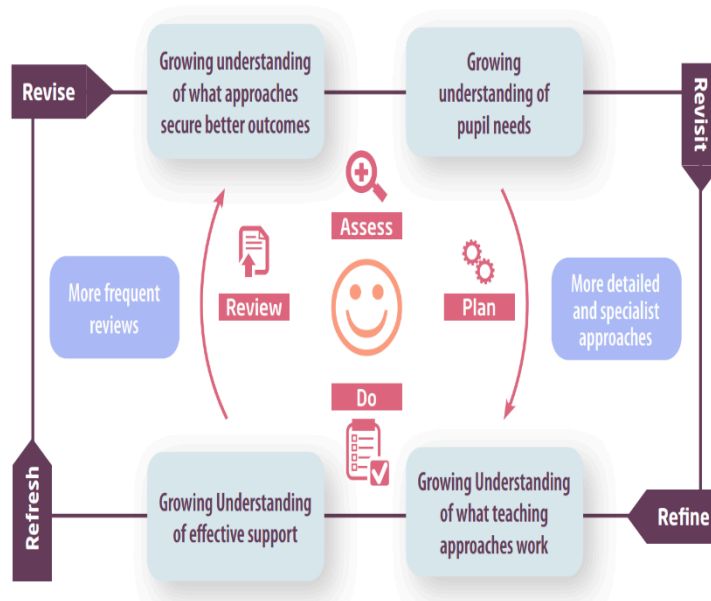 Revise
Growing understanding
of what approaches
secure better outcomes
Growing
understanding of
pupil needs
Revisit
Assess
More frequent
reviews
Review
Plan
More detailed
and specialist
approaches
Do
Refresh
Growing Understanding
of effective support
Growing Understanding
of what teaching
approaches work
Refine